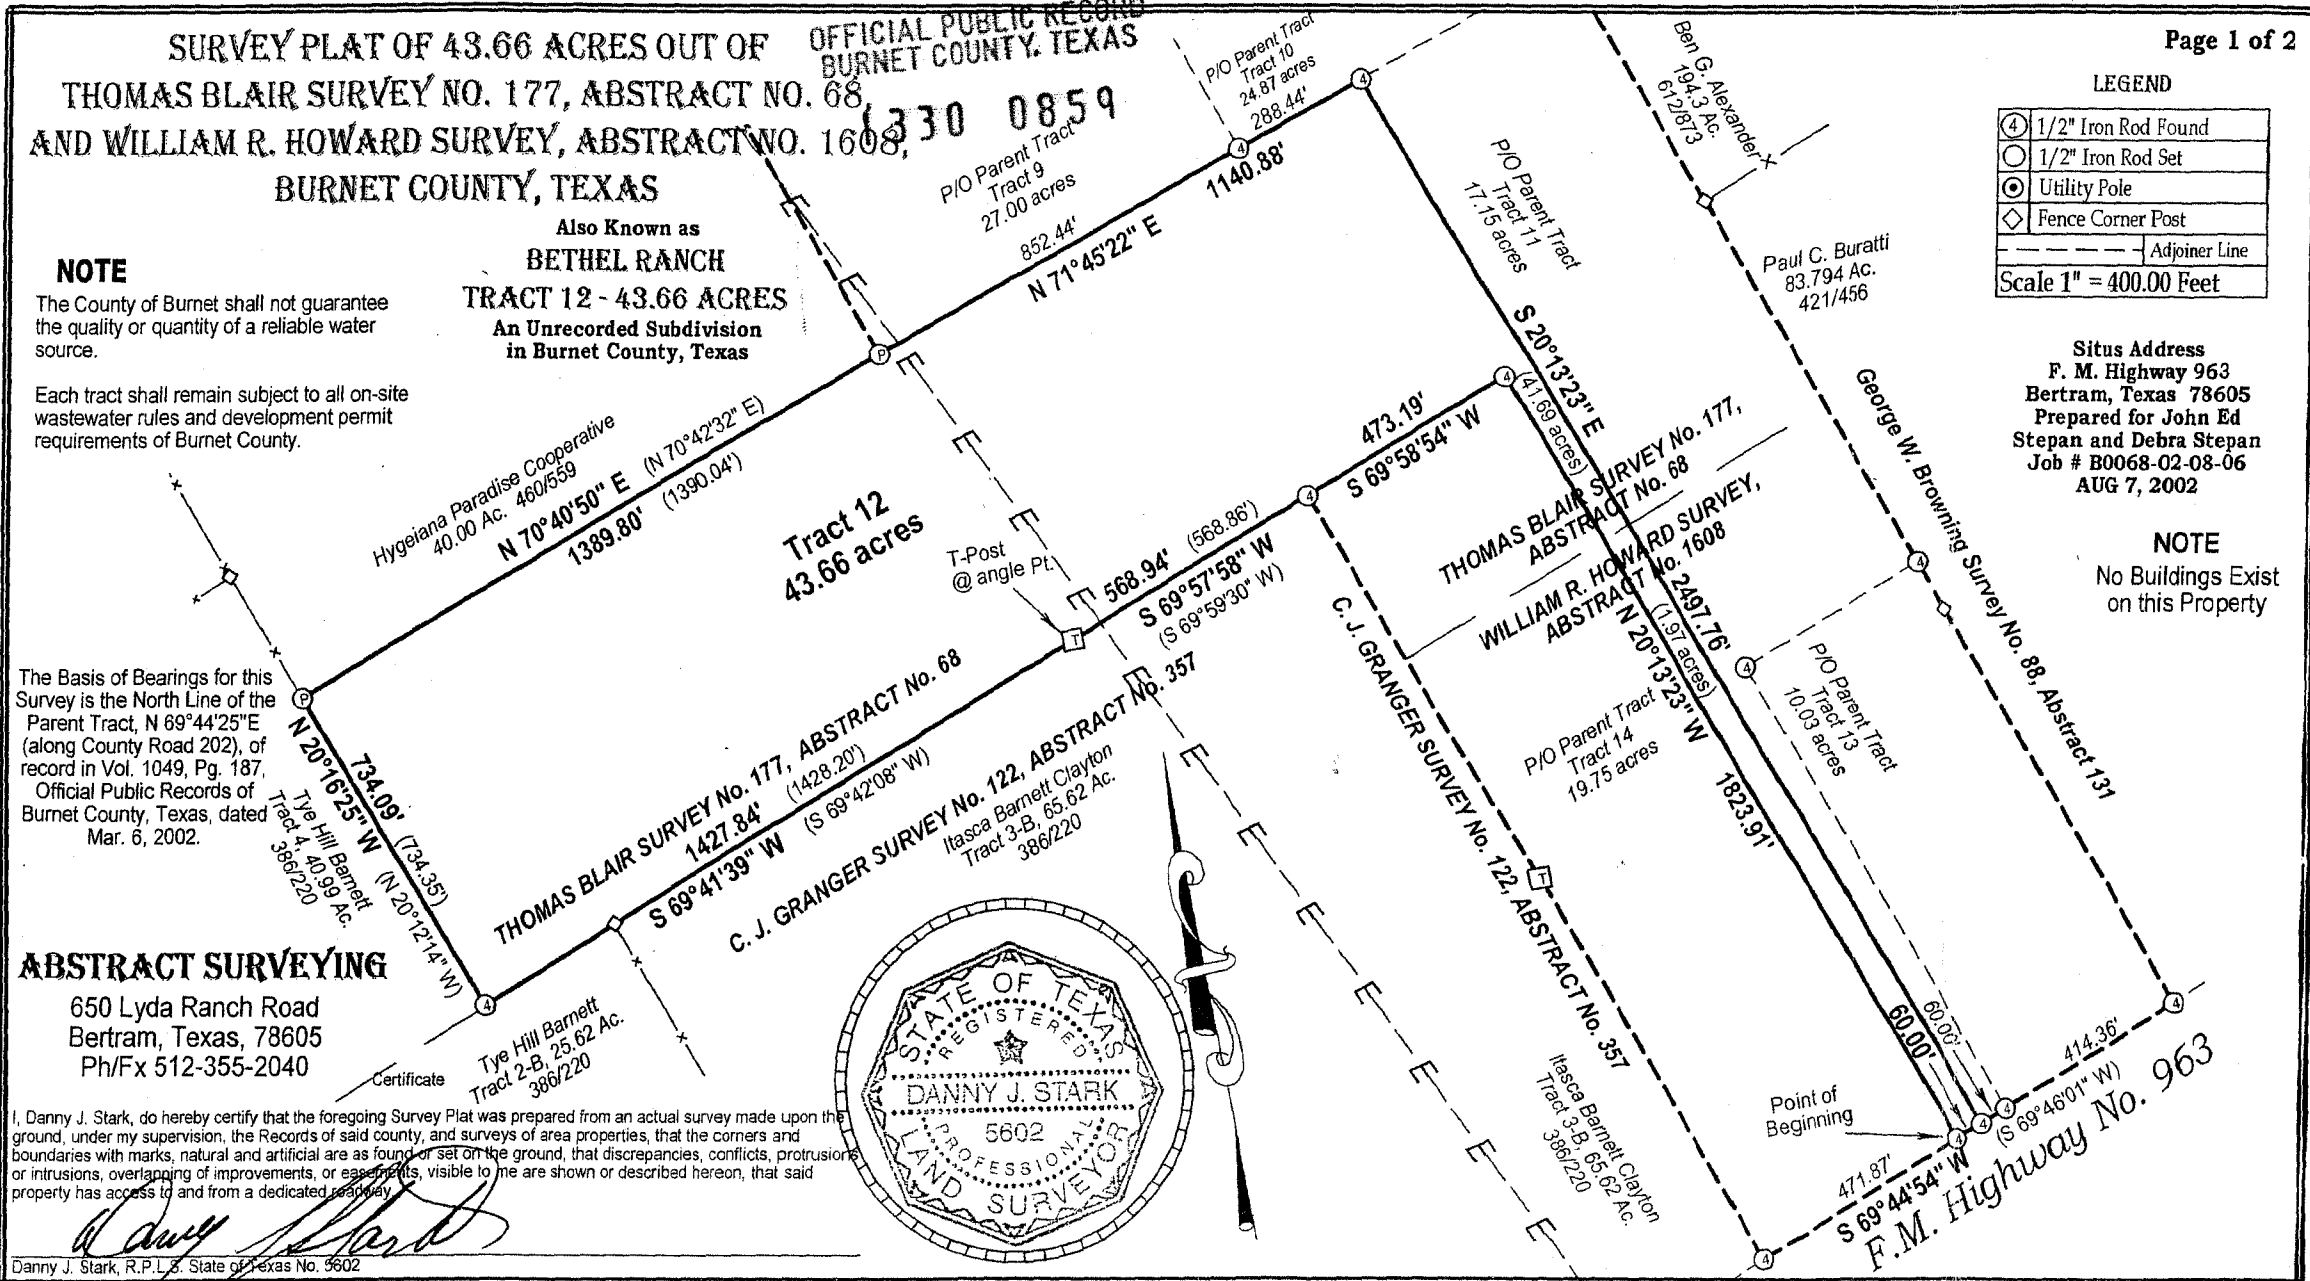 SURVEY PLAT OF 43.66 ACRES OUT OF
THOMAS BLAIR SURVEY NO. 177, ABSTRACT NO. 68,
AND WILLIAM R. HOWARD SURVEY, ABSTRACT NO. 1608,
BURNET COUNTY, TEXAS
OFFICIAL PUBLIC RECORD
BURNET COUNTY, TEXAS
1330 0859
Also Known as
BETHEL RANCH
TRACT 12 - 43.66 ACRES
An Unrecorded Subdivision
in Burnet County, Texas
NOTE
The County of Burnet shall not guarantee
the quality or quantity of a reliable water
source.
Each tract shall remain subject to all on-site
wastewater rules and development permit
requirements of Burnet County.
Page 1 of 2
LEGEND
4 1/2" Iron Rod Found
1/2" Iron Rod Set
Utility Pole
Fence Corner Post
Adjoiner Line
Scale 1" = 400.00 Feet
Situs Address
F. M. Highway 963
Bertram, Texas 78605
Prepared for John Ed
Stepan and Debra Stepan
Job # B0068-02-08-06
AUG 7, 2002
NOTE
No Buildings Exist
on this Property
P/O Parent Tract
Tract 10
24.87 acres
288.44'
P/O Parent Tract
Tract 9
27.00 acres
852.44'
1140.88'
N 71°45'22" E
P/O Parent Tract
Tract 11
17.15 acres
Ben G. Alexander
194.3 Ac.
612/873
Paul C. Buratti
83.794 Ac.
421/456
George W. Browning Survey No. 88, Abstract 131
Hygeiana Paradise Cooperative
40.00 Ac. 460/559
N 70°40'50" E
(N 70°42'32" E)
1389.80'
(1390.04')
Tract 12
43.66 acres
T-Post
@ angle Pt.
T
568.94'
(568.86')
S 69°57'58" W
(S 69°59'30" W)
473.19'
S 69°58'54" W
S 20°13'23" E
(41.69 acres)
THOMAS BLAIR SURVEY No. 177,
ABSTRACT No. 68
WILLIAM R. HOWARD SURVEY,
ABSTRACT No. 1608
2497.76'
(1.97 acres)
N 20°13'23" W
1823.91'
P/O Parent Tract
Tract 13
10.03 acres
P/O Parent Tract
Tract 14
19.75 acres
C. J. GRANGER SURVEY No. 122, ABSTRACT No. 357
The Basis of Bearings for this
Survey is the North Line of the
Parent Tract, N 69°44'25"E
(along County Road 202), of
record in Vol. 1049, Pg. 187,
Official Public Records of
Burnet County, Texas, dated
Mar. 6, 2002.
734.09'
(734.35')
N 20°16'25" W
(N 20°12'14" W)
Tye Hill Barnett
Tract 4, 40.99 Ac.
386/220
THOMAS BLAIR SURVEY No. 177, ABSTRACT No. 68
1427.84'
(1428.20')
S 69°41'39" W
(S 69°42'08" W)
C. J. GRANGER SURVEY No. 122, ABSTRACT No. 357
Itasca Barnett Clayton
Tract 3-B, 65.62 Ac.
386/220
Tye Hill Barnett
Tract 2-B, 25.62 Ac.
386/220
Itasca Barnett Clayton
Tract 3-B, 65.62 Ac.
386/220
Point of
Beginning
60.00'
60.00'
414.36'
(S 69°46'01" W)
471.87'
S 69°44'54" W
F.M. Highway No. 963
ABSTRACT SURVEYING
650 Lyda Ranch Road
Bertram, Texas, 78605
Ph/Fx 512-355-2040
Certificate
I, Danny J. Stark, do hereby certify that the foregoing Survey Plat was prepared from an actual survey made upon the
ground, under my supervision, the Records of said county, and surveys of area properties, that the corners and
boundaries with marks, natural and artificial are as found or set on the ground, that discrepancies, conflicts, protrusions
or intrusions, overlapping of improvements, or easements, visible to me are shown or described hereon, that said
property has access to and from a dedicated roadway.
Danny J. Stark, R.P.L.S. State of Texas No. 5602
STATE OF TEXAS
REGISTERED
DANNY J. STARK
5602
PROFESSIONAL
LAND SURVEYOR